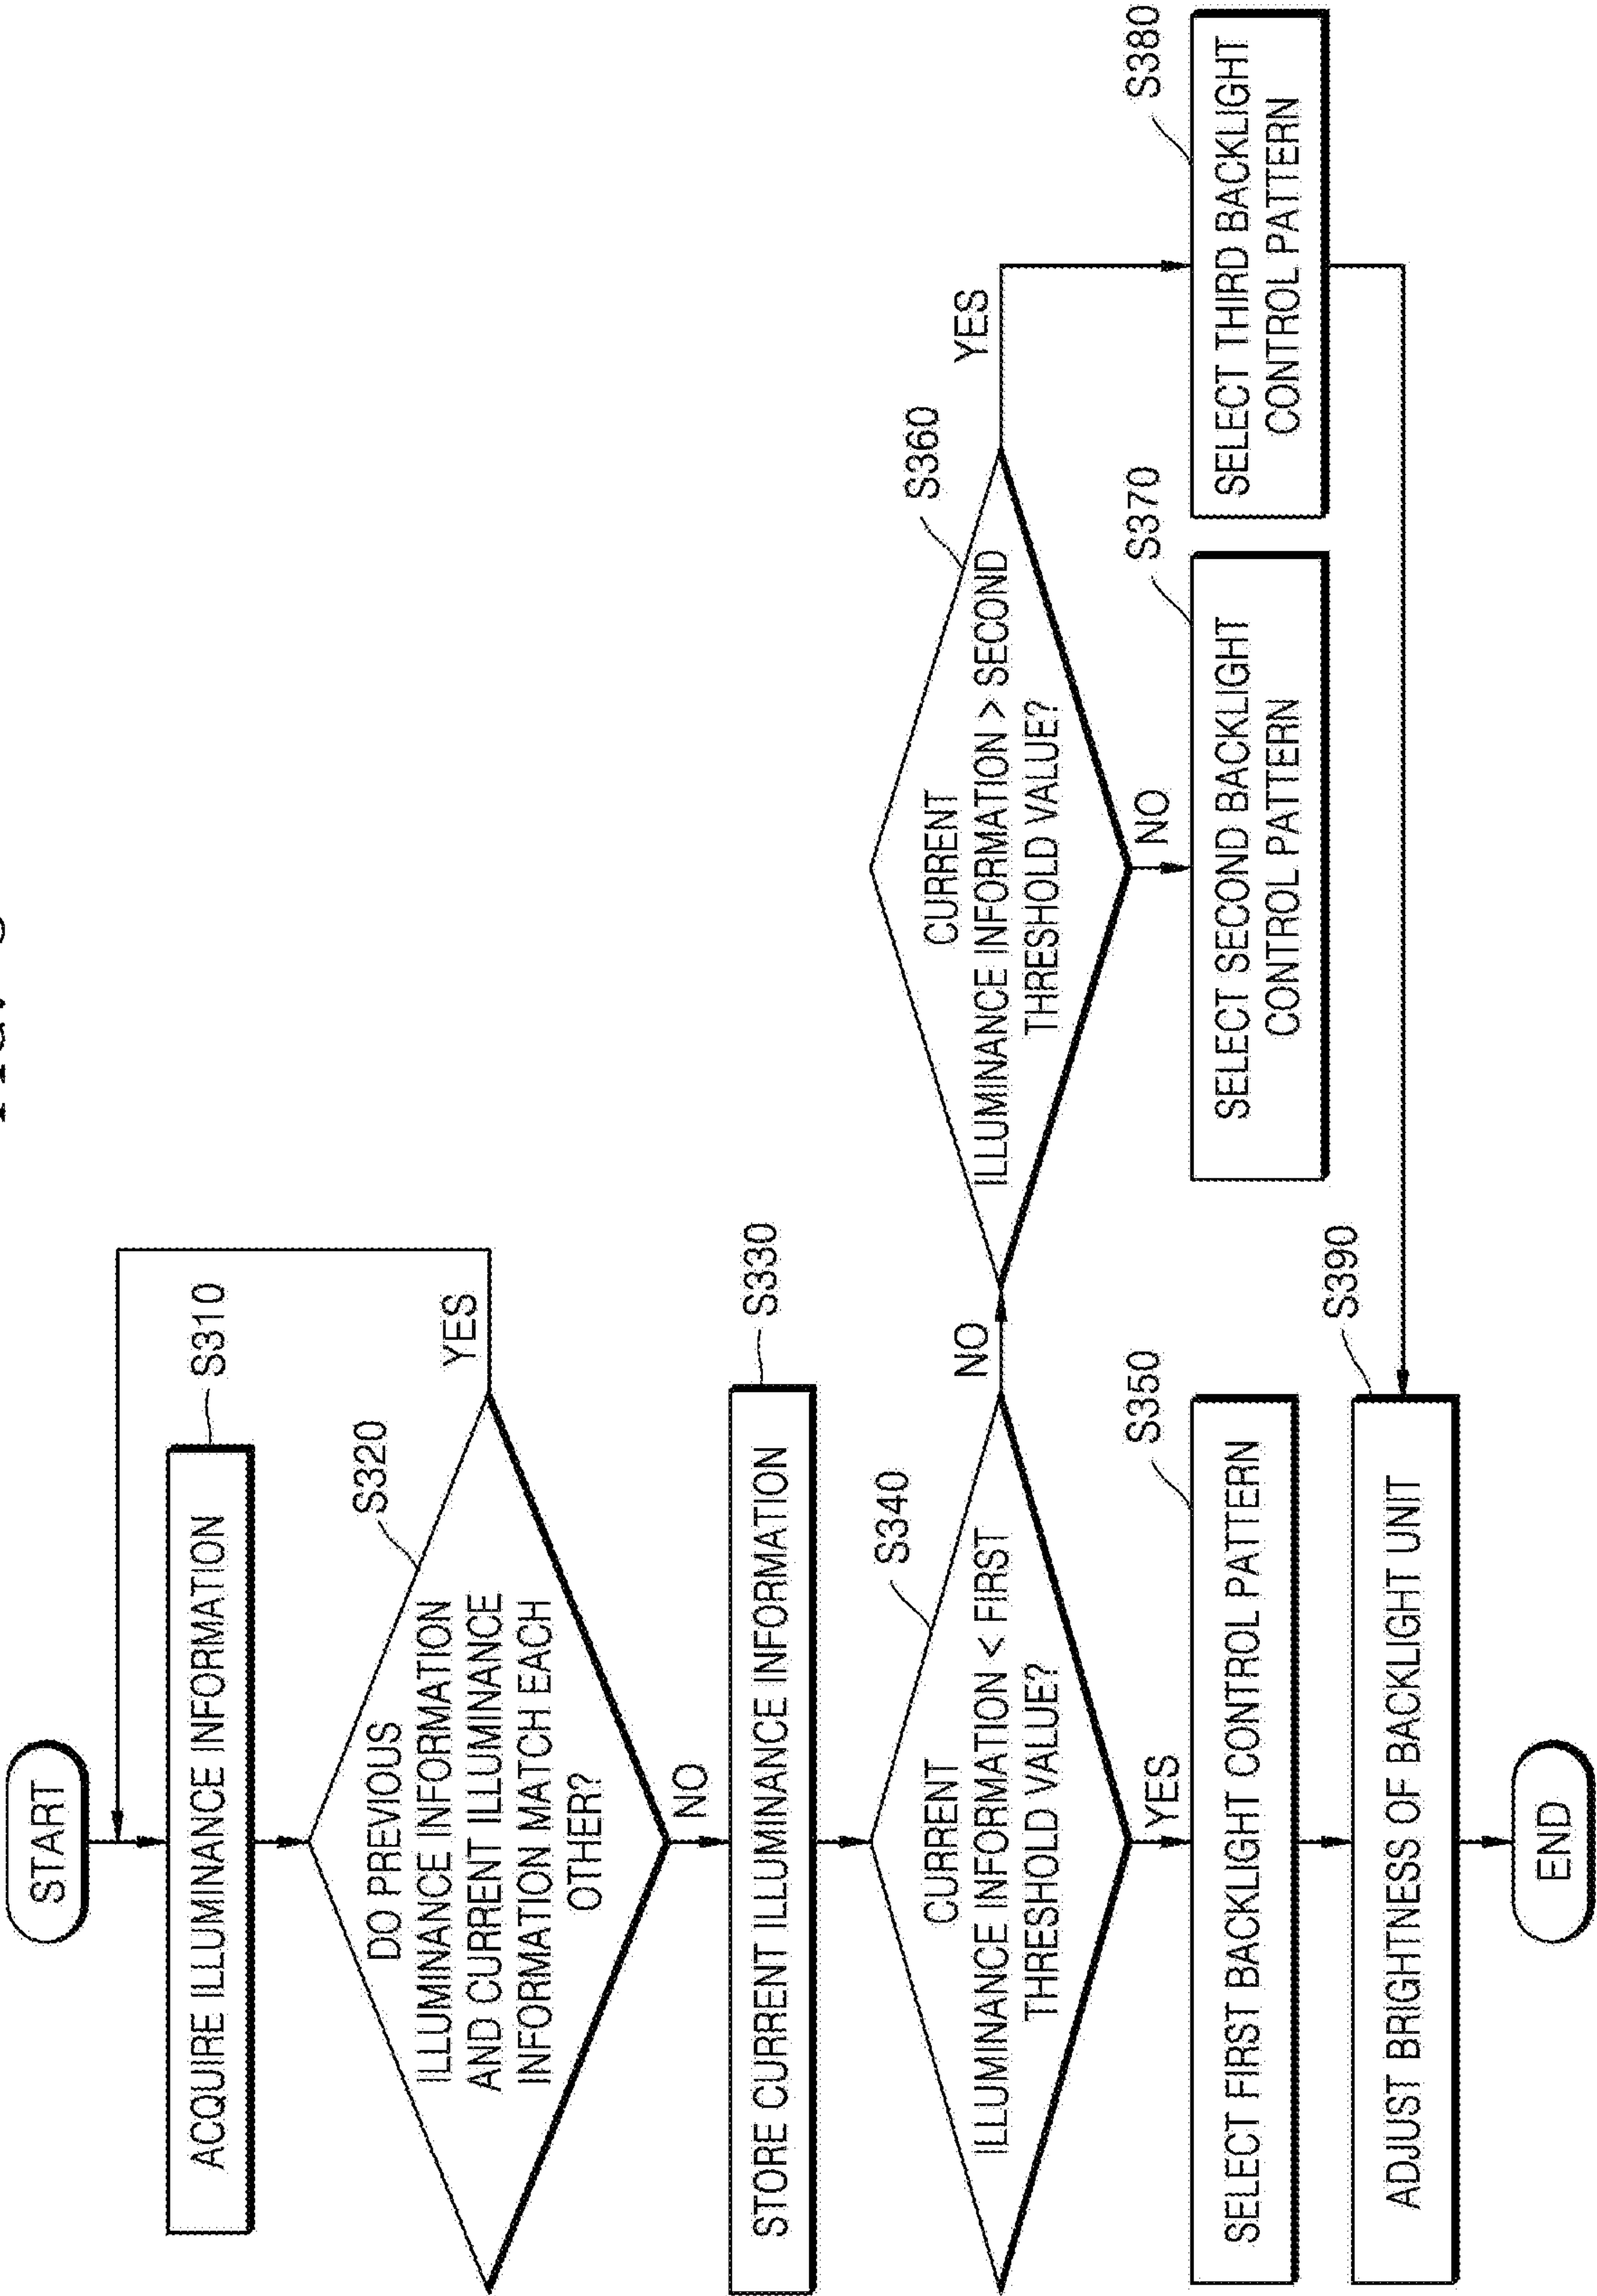 START
ACQUIRE ILLUMINANCE INFORMATION
S310
DO PREVIOUS
ILLUMINANCE INFORMATION
AND CURRENT ILLUMINANCE
INFORMATION MATCH EACH
OTHER?
S320
YES
NO
STORE CURRENT ILLUMINANCE INFORMATION
S330
CURRENT
ILLUMINANCE INFORMATION < FIRST
THRESHOLD VALUE?
S340
NO
YES
CURRENT
ILLUMINANCE INFORMATION > SECOND
THRESHOLD VALUE?
S360
YES
NO
SELECT FIRST BACKLIGHT CONTROL PATTERN
S350
SELECT SECOND BACKLIGHT
CONTROL PATTERN
S370
SELECT THIRD BACKLIGHT
CONTROL PATTERN
S380
ADJUST BRIGHTNESS OF BACKLIGHT UNIT
S390
END